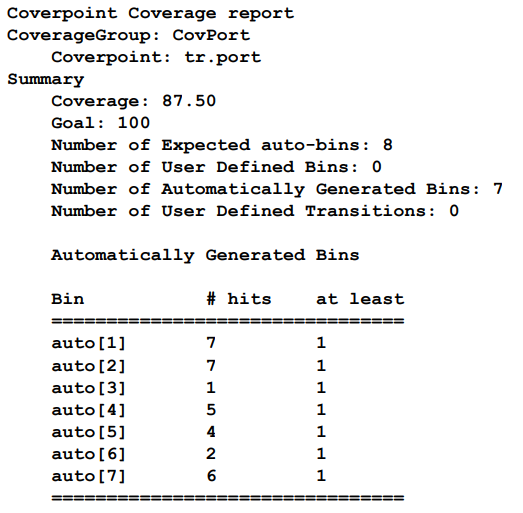 Coverpoint Coverage report
CoverageGroup: CovPort
    Coverpoint: tr.port
Summary
    Coverage: 87.50
    Goal: 100
    Number of Expected auto-bins: 8
    Number of User Defined Bins: 0
    Number of Automatically Generated Bins: 7
    Number of User Defined Transitions: 0

    Automatically Generated Bins

    Bin           # hits    at least
    ================================
    auto[1]       7         1
    auto[2]       7         1
    auto[3]       1         1
    auto[4]       5         1
    auto[5]       4         1
    auto[6]       2         1
    auto[7]       6         1
    ================================